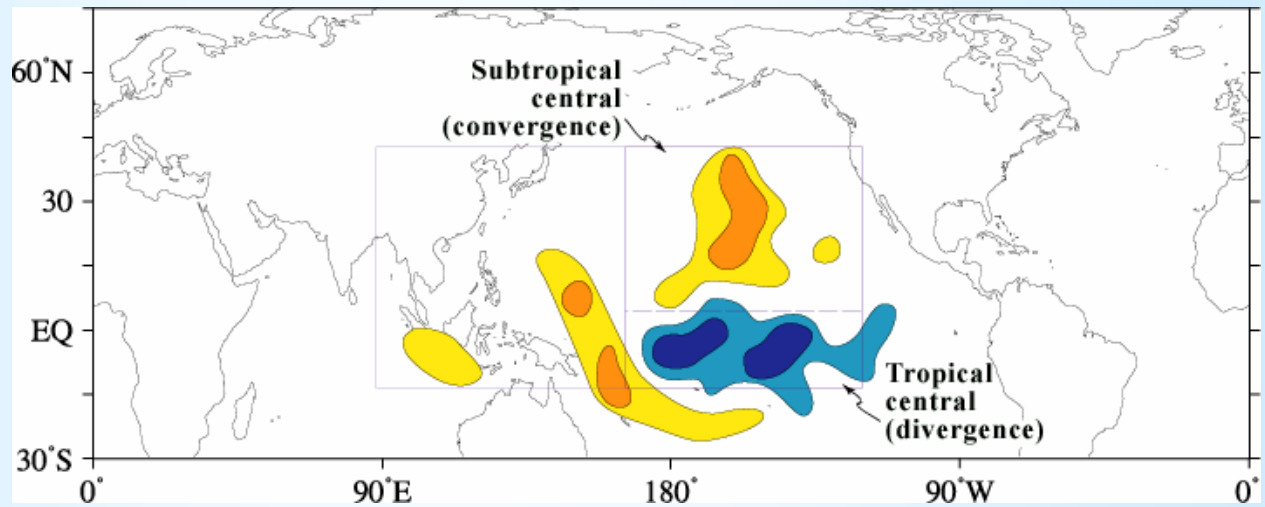 60°N
Subtropical
central
(convergence)
30
EQ
Tropical
central
(divergence)
30°S
0°
90°E
180°
90°W
0°